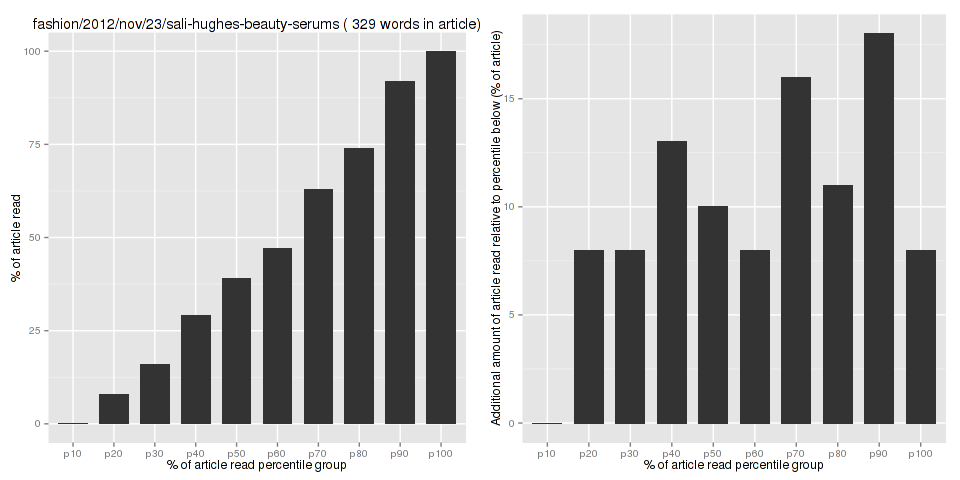 fashion/2012/nov/23/sali-hughes-beauty-serums ( 329 words in article)
% of article read
100
75
50
25
0
p10 p20 p30 p40 p50 p60 p70 p80 p90 p100
% of article read percentile group
Additional amount of article read relative to percentile below (% of article)
15
10
5
0
p10 p20 p30 p40 p50 p60 p70 p80 p90 p100
% of article read percentile group